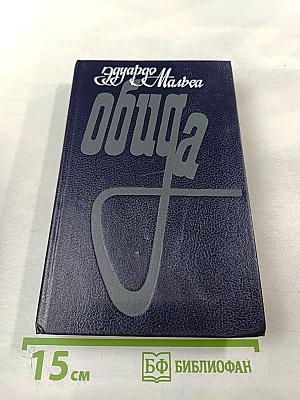 Эдуардо
Мальеа
обида
15 см
БФ БИБЛИОФАН